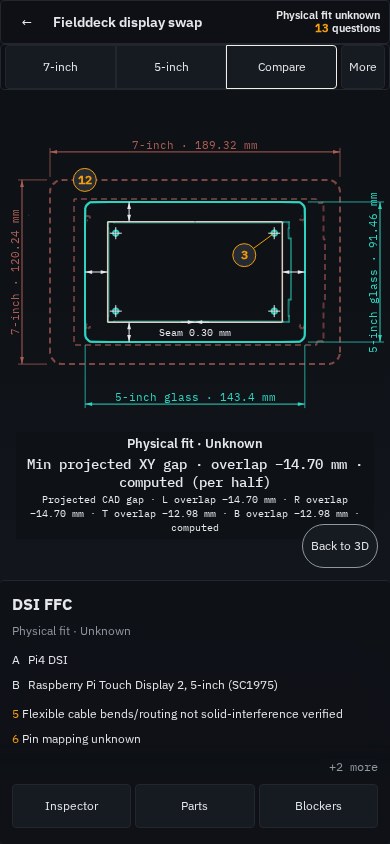 ← Fielddeck display swap
Physical fit unknown
13 questions
7-inch
5-inch
Compare
More
7-inch · 189.32 mm
12
7-inch · 120.24 mm
5-inch glass · 91.46 mm
3
Seam 0.30 mm
5-inch glass · 143.4 mm
Physical fit · Unknown
Min projected XY gap · overlap −14.70 mm ·
computed (per half)
Projected CAD gap · L overlap −14.70 mm · R overlap
−14.70 mm · T overlap −12.98 mm · B overlap −12.98 mm ·
computed
Back to 3D
DSI FFC
Physical fit · Unknown
A Pi4 DSI
B Raspberry Pi Touch Display 2, 5-inch (SC1975)
5 Flexible cable bends/routing not solid-interference verified
6 Pin mapping unknown
+2 more
Inspector
Parts
Blockers